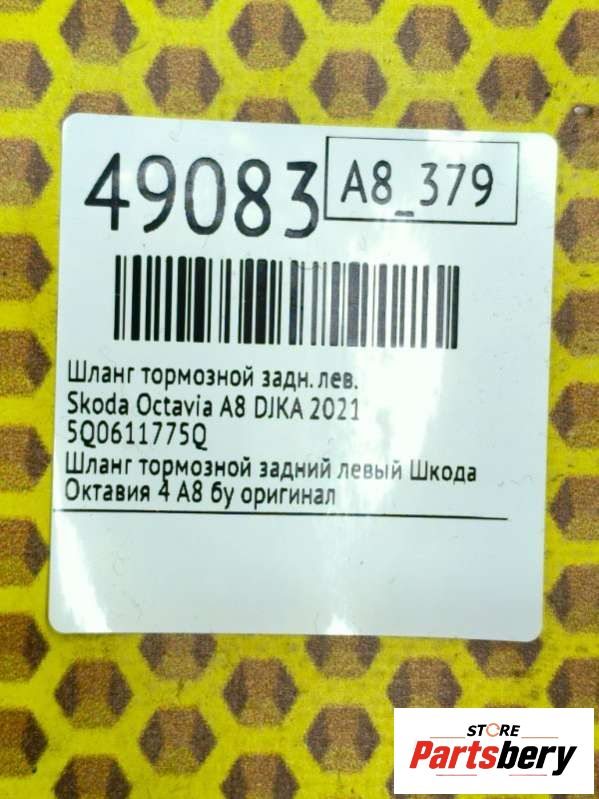 49083
A8_379
Шланг тормозной задн. лев.
Skoda Octavia A8 DJKA 2021
5Q0611775Q
Шланг тормозной задний левый Шкода
Октавия 4 А8 бу оригинал
STORE
Partsbery